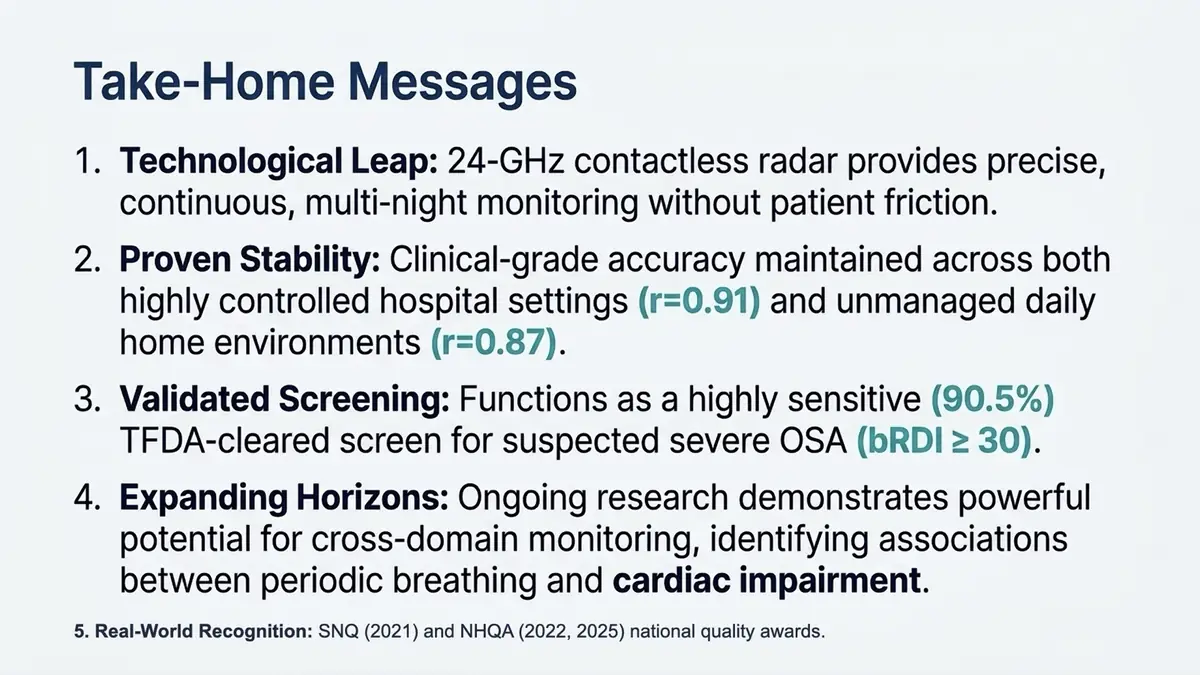 Take-Home Messages
1. Technological Leap: 24-GHz contactless radar provides precise,
continuous, multi-night monitoring without patient friction.
2. Proven Stability: Clinical-grade accuracy maintained across both
highly controlled hospital settings (r=0.91) and unmanaged daily
home environments (r=0.87).
3. Validated Screening: Functions as a highly sensitive (90.5%)
TFDA-cleared screen for suspected severe OSA (bRDI ≥ 30).
4. Expanding Horizons: Ongoing research demonstrates powerful
potential for cross-domain monitoring, identifying associations
between periodic breathing and cardiac impairment.
5. Real-World Recognition: SNQ (2021) and NHQA (2022, 2025) national quality awards.